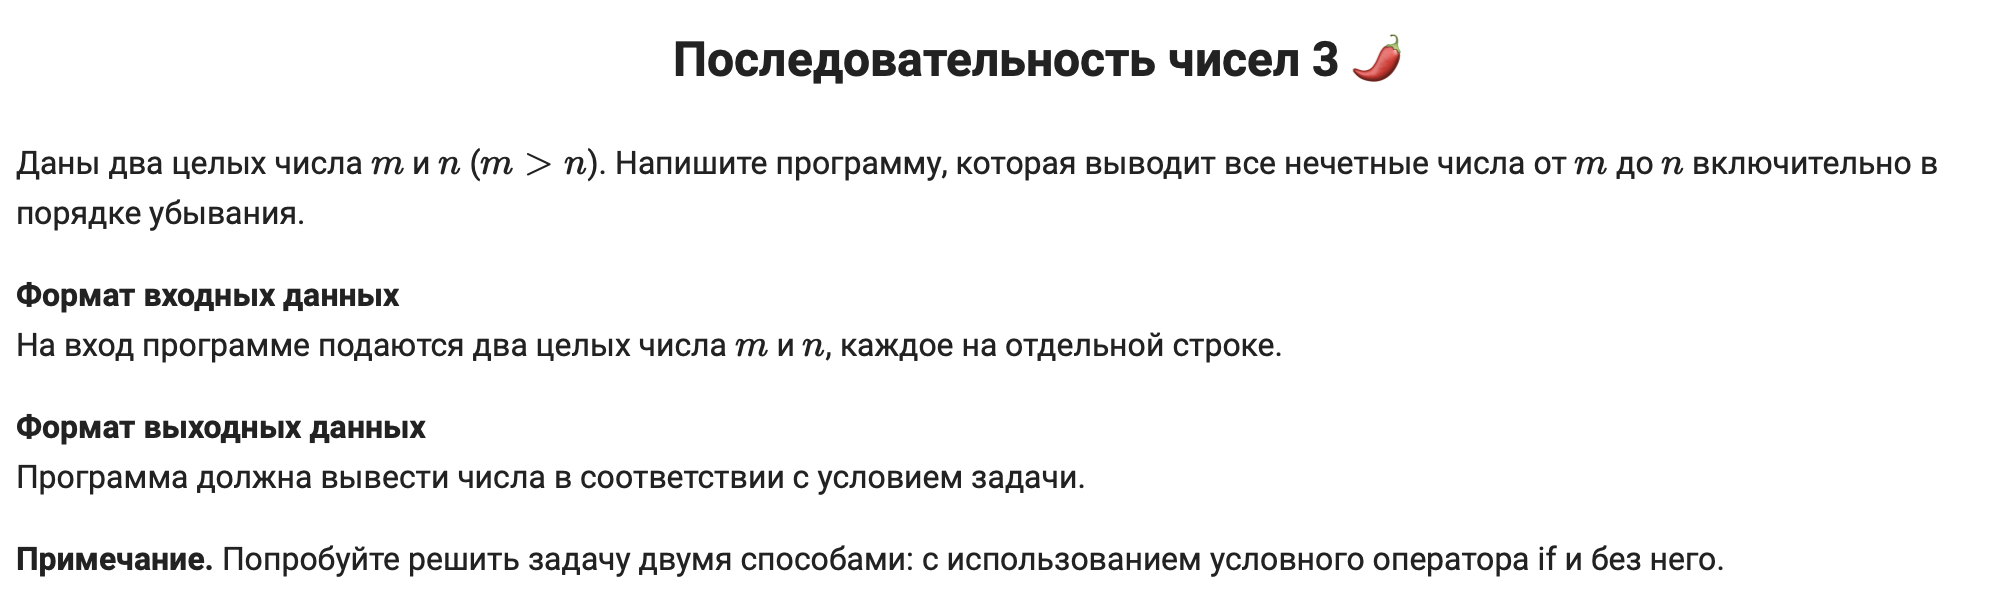 Последовательность чисел 3 🌶️
Даны два целых числа m и n (m > n). Напишите программу, которая выводит все нечетные числа от m до n включительно в
порядке убывания.
Формат входных данных
На вход программе подаются два целых числа m и n, каждое на отдельной строке.
Формат выходных данных
Программа должна вывести числа в соответствии с условием задачи.
Примечание. Попробуйте решить задачу двумя способами: с использованием условного оператора if и без него.